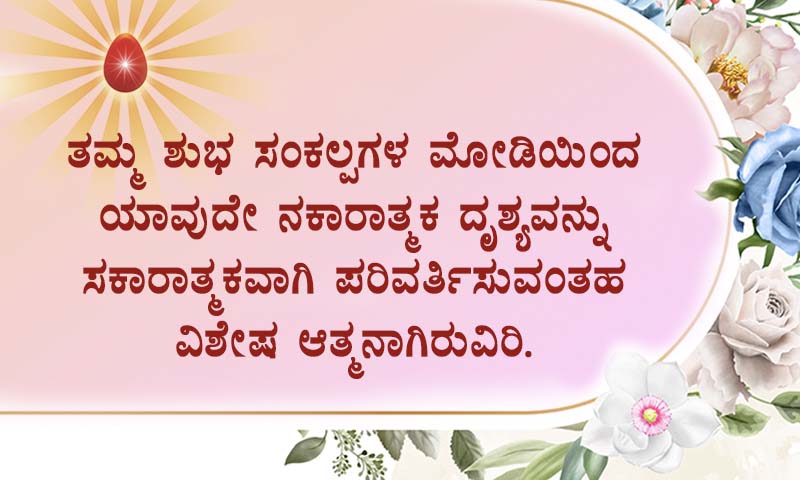 ತಮ್ಮ ಶುಭ ಸಂಕಲ್ಪಗಳ ಮೋಡಿಯಿಂದ
ಯಾವುದೇ ನಕಾರಾತ್ಮಕ ದೃಶ್ಯವನ್ನು
ಸಕಾರಾತ್ಮಕವಾಗಿ ಪರಿವರ್ತಿಸುವಂತಹ
ವಿಶೇಷ ಆತ್ಮನಾಗಿರುವಿರಿ.